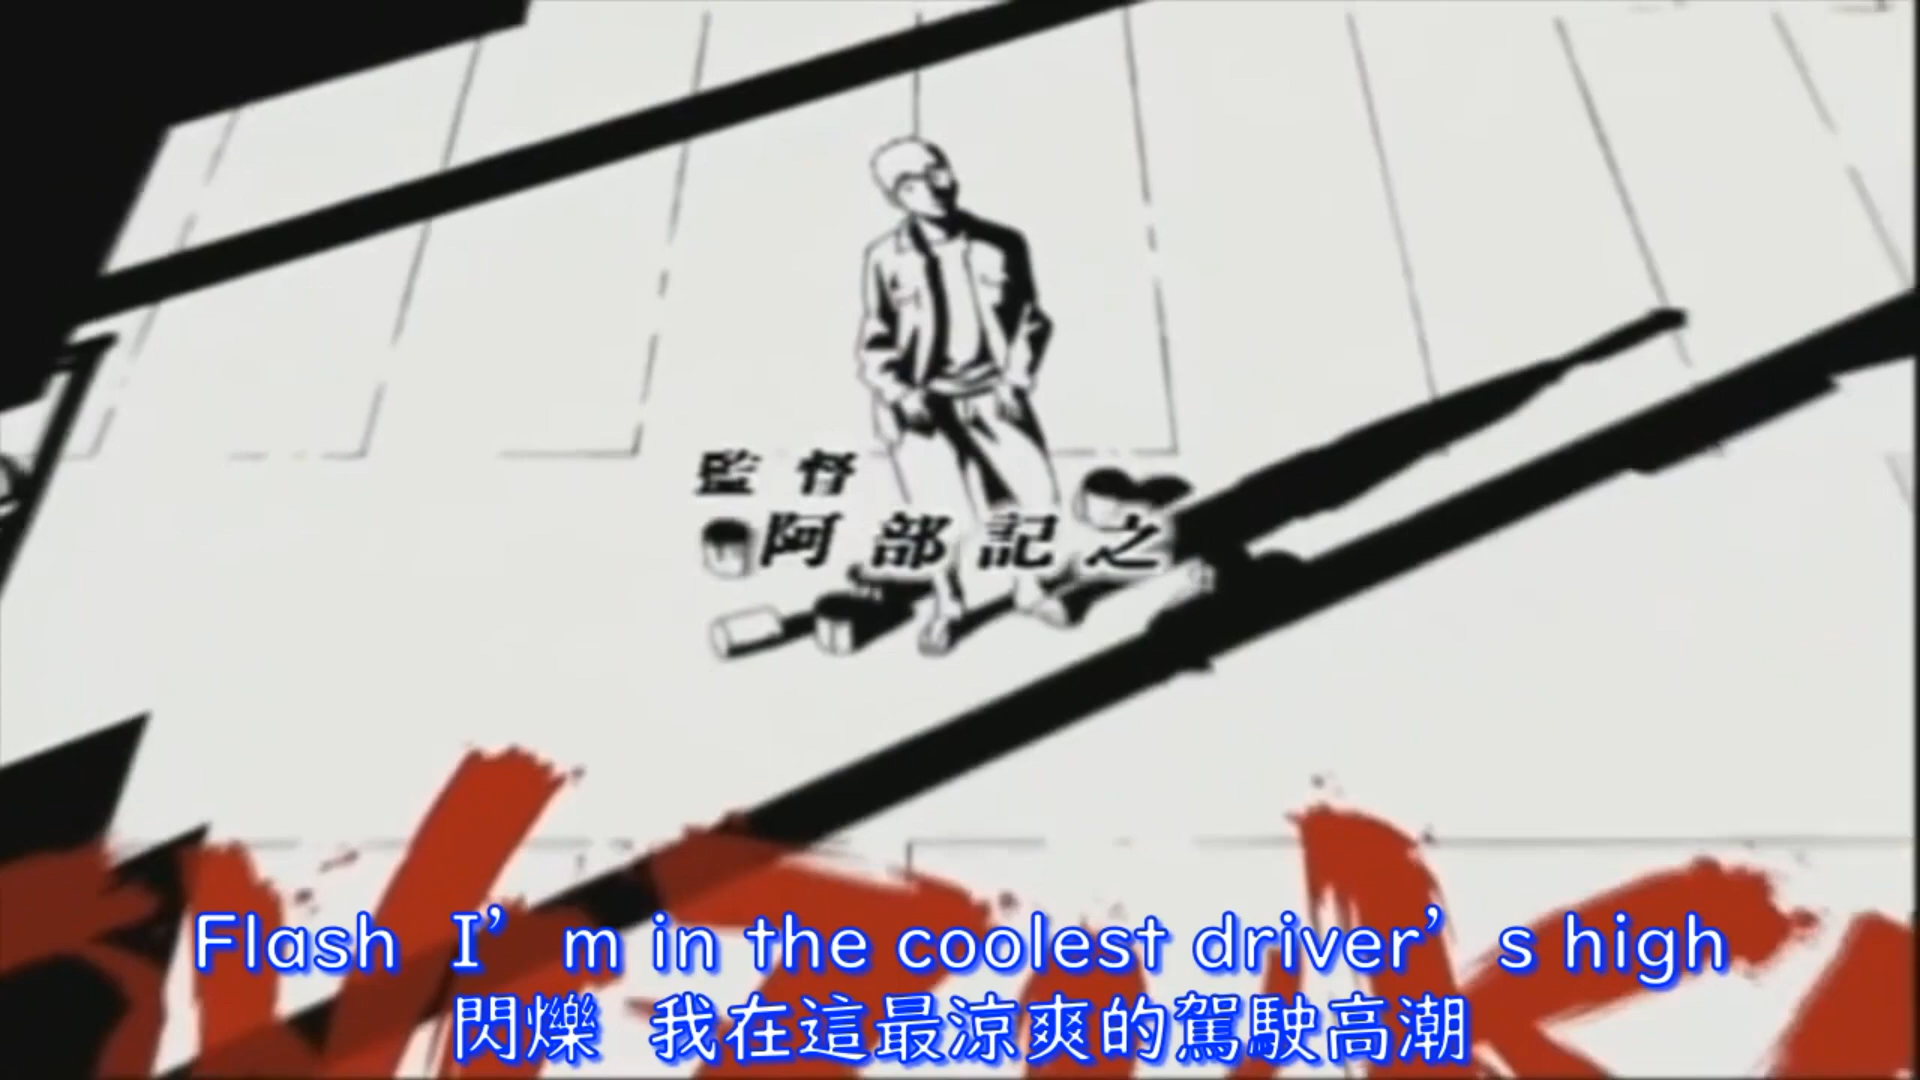 監督
阿部記之
Flash I’m in the coolest driver’s high
閃爍 我在這最涼爽的駕駛高潮